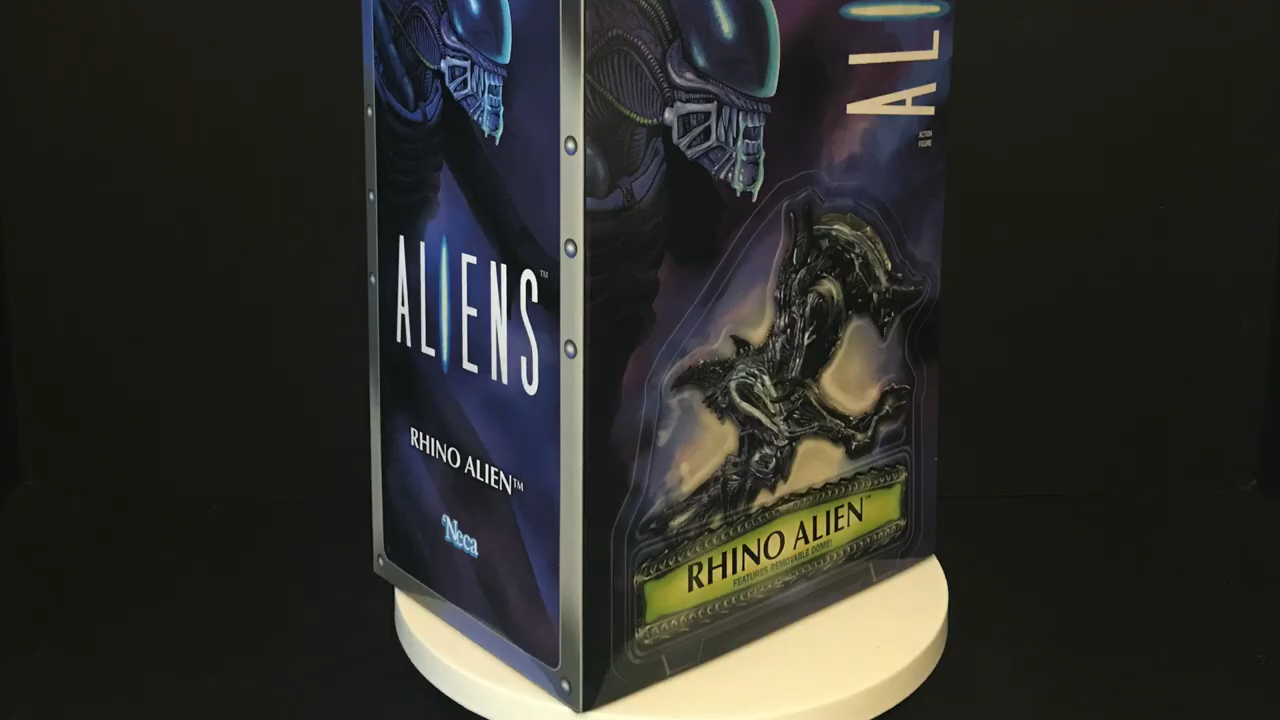 ALIENS™
RHINO ALIEN™
Neca
ALI
ACTION
FIGURE
RHINO ALIEN™
FEATURES REMOVABLE DOME!